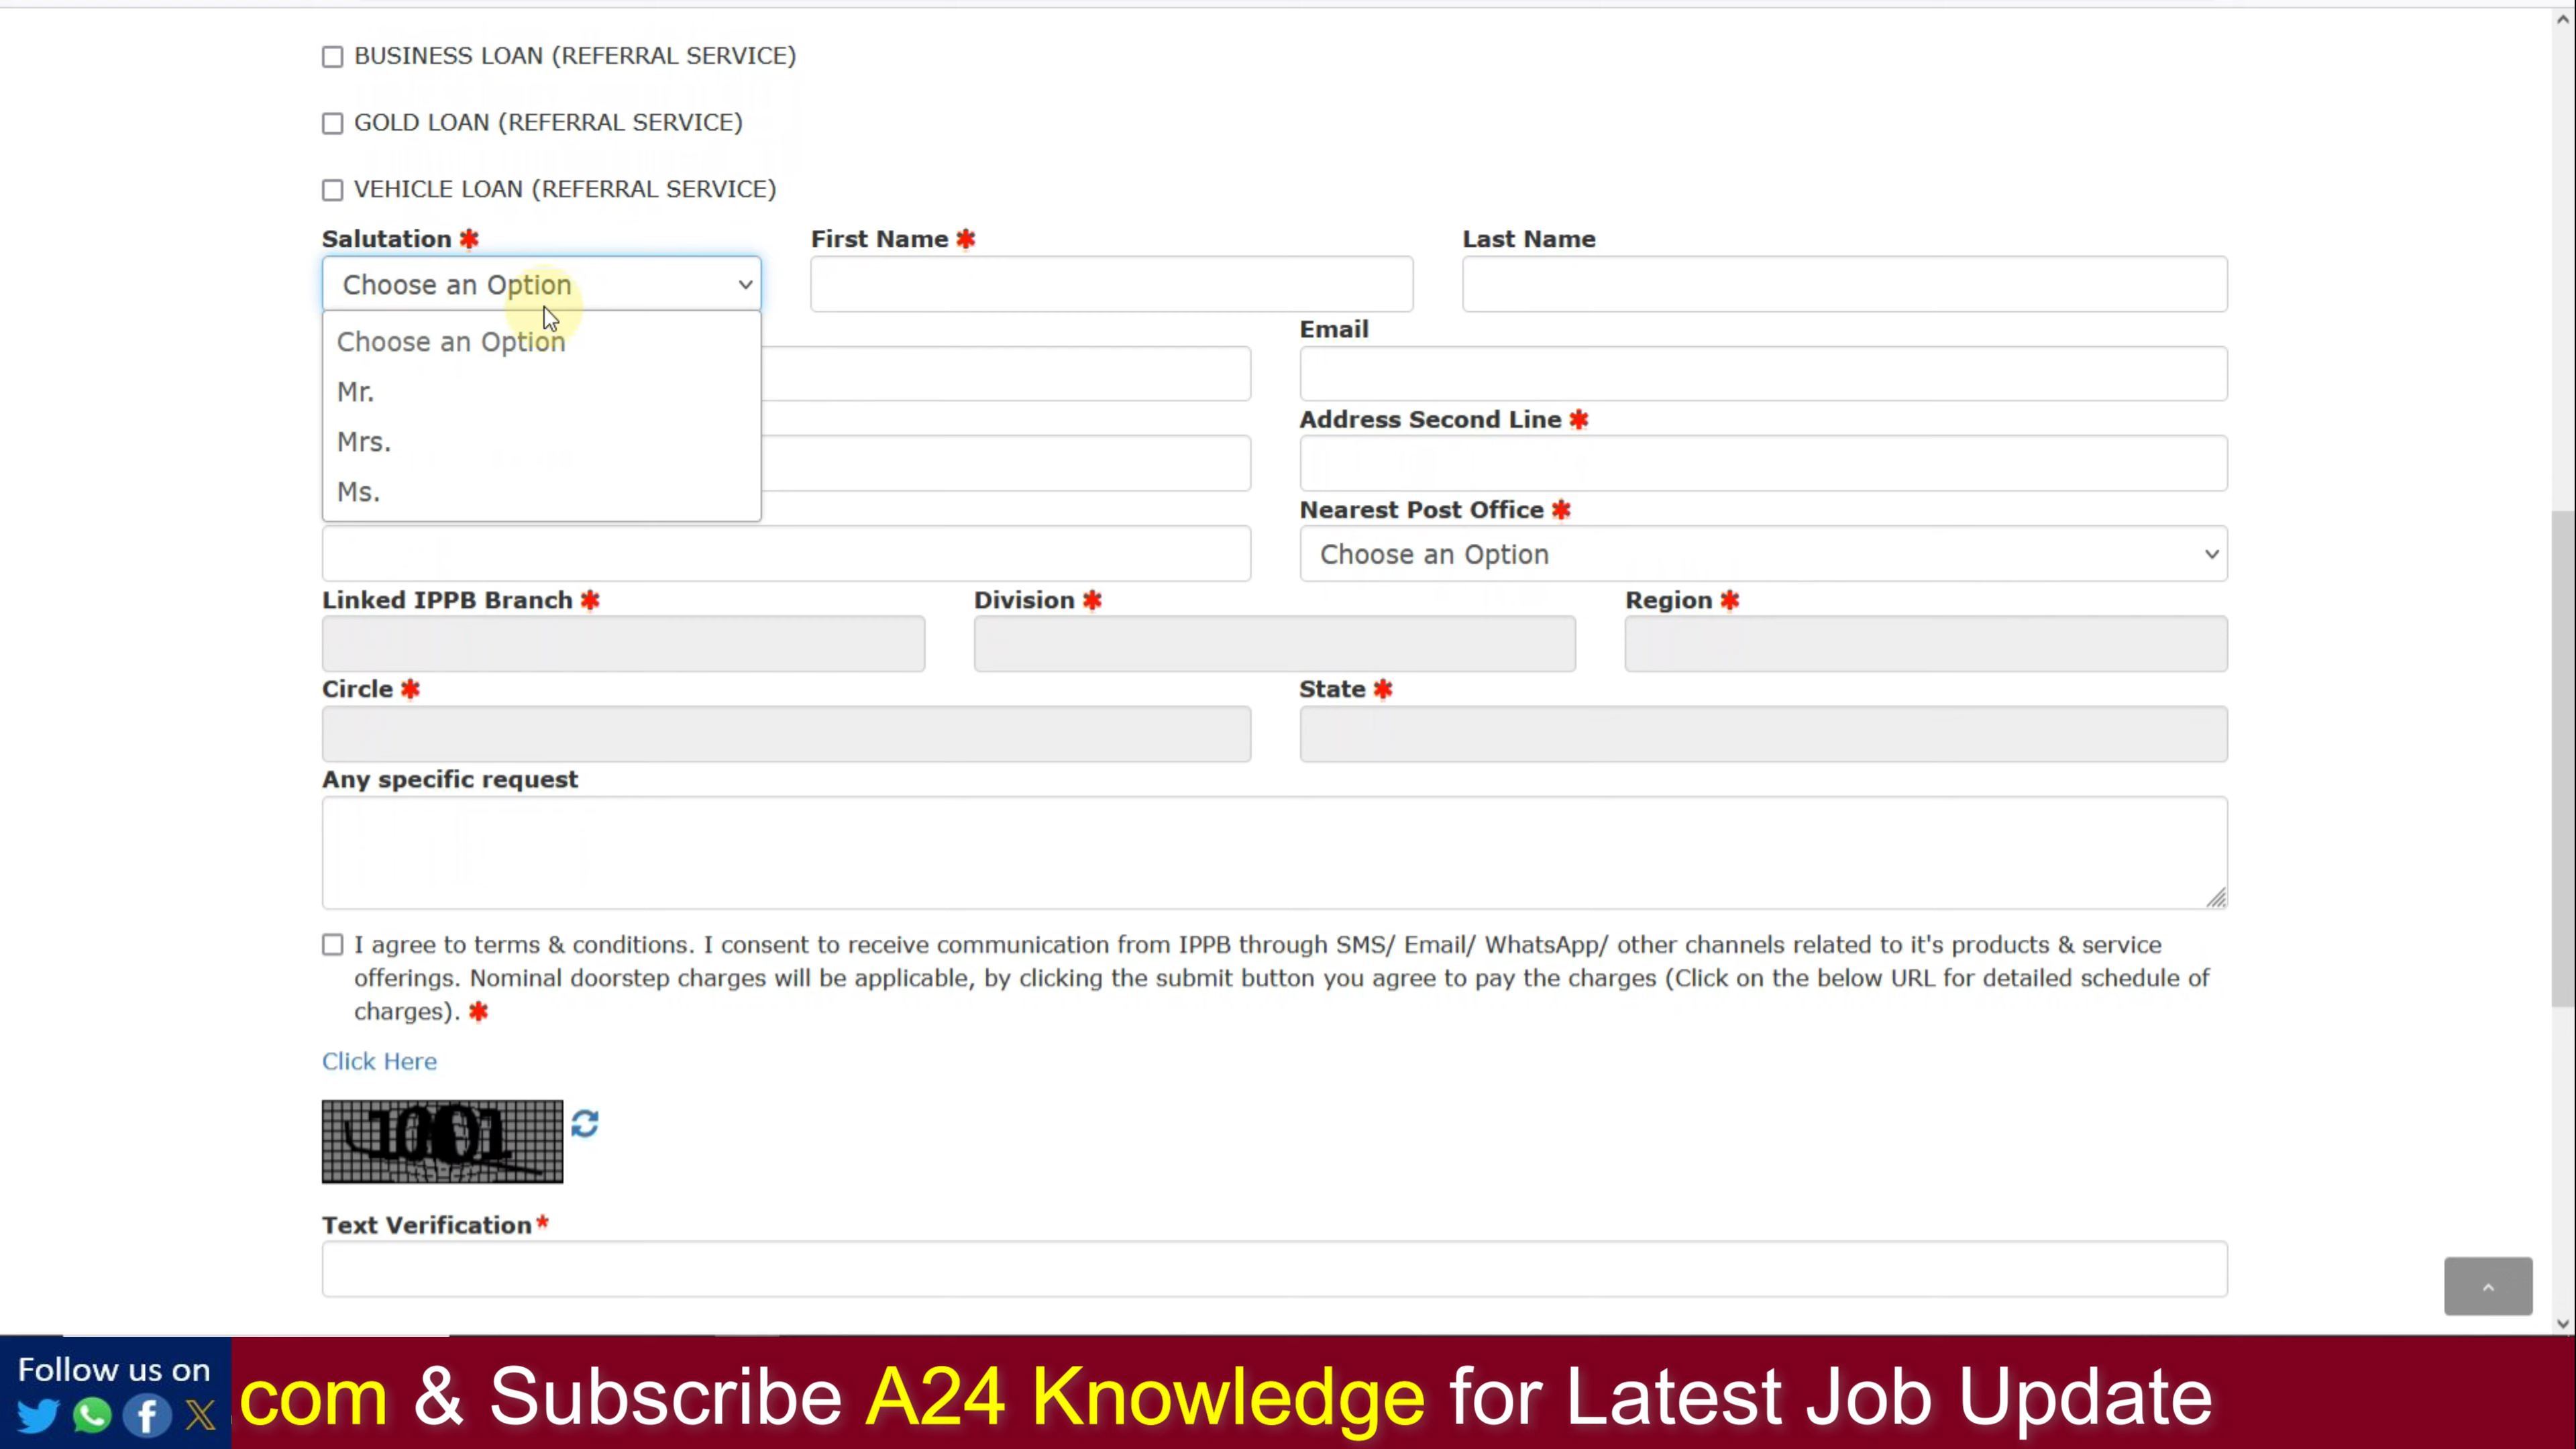 BUSINESS LOAN (REFERRAL SERVICE)
GOLD LOAN (REFERRAL SERVICE)
VEHICLE LOAN (REFERRAL SERVICE)
Salutation * First Name * Last Name
Choose an Option
Choose an Option
Mr.
Mrs.
Ms.
Email
Address Second Line *
Nearest Post Office *
Choose an Option
Linked IPPB Branch * Division * Region *
Circle * State *
Any specific request
I agree to terms & conditions. I consent to receive communication from IPPB through SMS/ Email/ WhatsApp/ other channels related to it's products & service
offerings. Nominal doorstep charges will be applicable, by clicking the submit button you agree to pay the charges (Click on the below URL for detailed schedule of
charges). *
Click Here
Text Verification*
Follow us on
.com & Subscribe A24 Knowledge for Latest Job Update